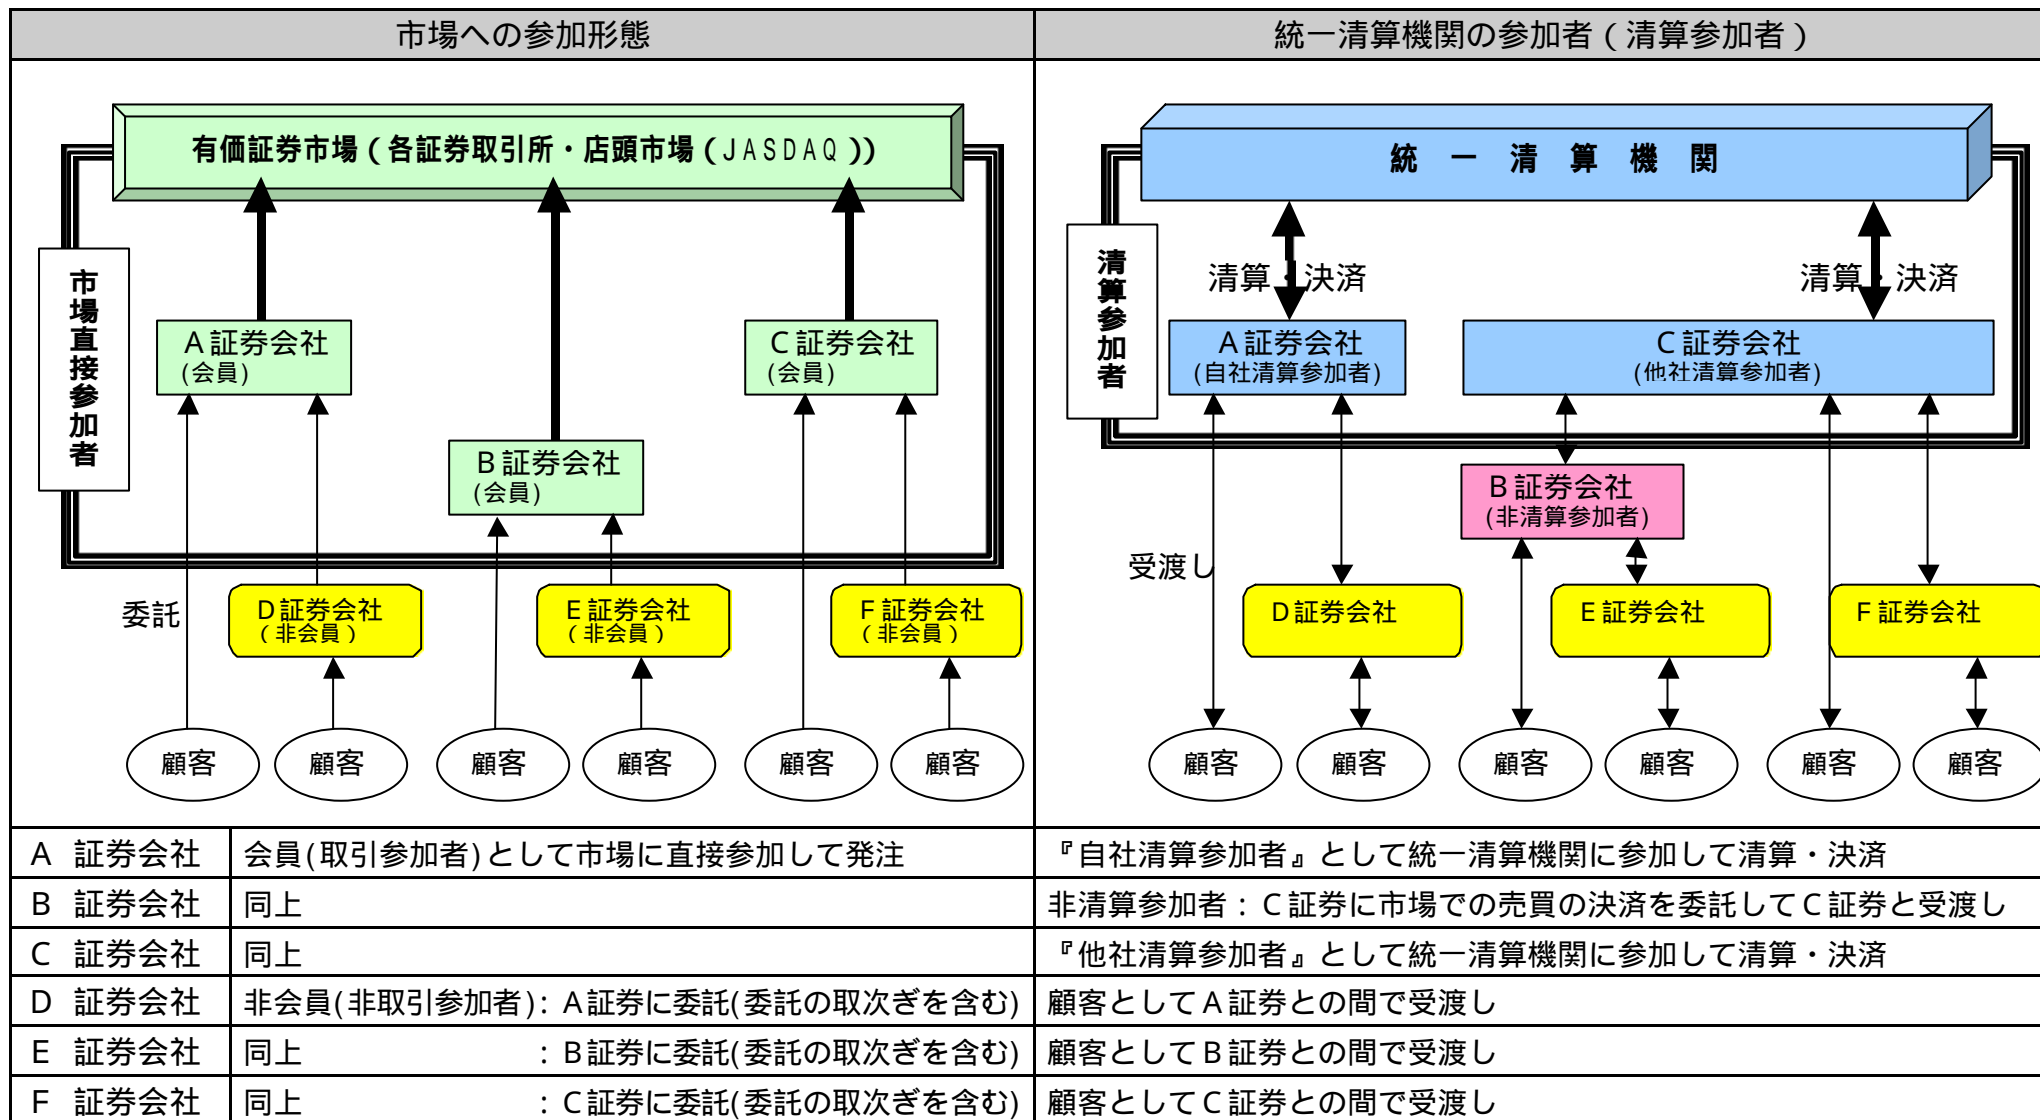 市場への参加形態
統一清算機関の参加者(清算参加者)
有価証券市場(各証券取引所・店頭市場(JASDAQ))
市場直接参加者
A証券会社
(会員)
C証券会社
(会員)
B証券会社
(会員)
委託
D証券会社
(非会員)
E証券会社
(非会員)
F証券会社
(非会員)
顧客
顧客
顧客
顧客
顧客
顧客
統一清算機関
清算参加者
清算・決済
清算・決済
A証券会社
(自社清算参加者)
C証券会社
(他社清算参加者)
B証券会社
(非清算参加者)
受渡し
D証券会社
E証券会社
F証券会社
顧客
顧客
顧客
顧客
顧客
顧客
A 証券会社 会員(取引参加者)として市場に直接参加して発注 『自社清算参加者』として統一清算機関に参加して清算・決済
B 証券会社 同上 非清算参加者:C証券に市場での売買の決済を委託してC証券と受渡し
C 証券会社 同上 『他社清算参加者』として統一清算機関に参加して清算・決済
D 証券会社 非会員(非取引参加者):A証券に委託(委託の取次ぎを含む) 顧客としてA証券との間で受渡し
E 証券会社 同上 :B証券に委託(委託の取次ぎを含む) 顧客としてB証券との間で受渡し
F 証券会社 同上 :C証券に委託(委託の取次ぎを含む) 顧客としてC証券との間で受渡し